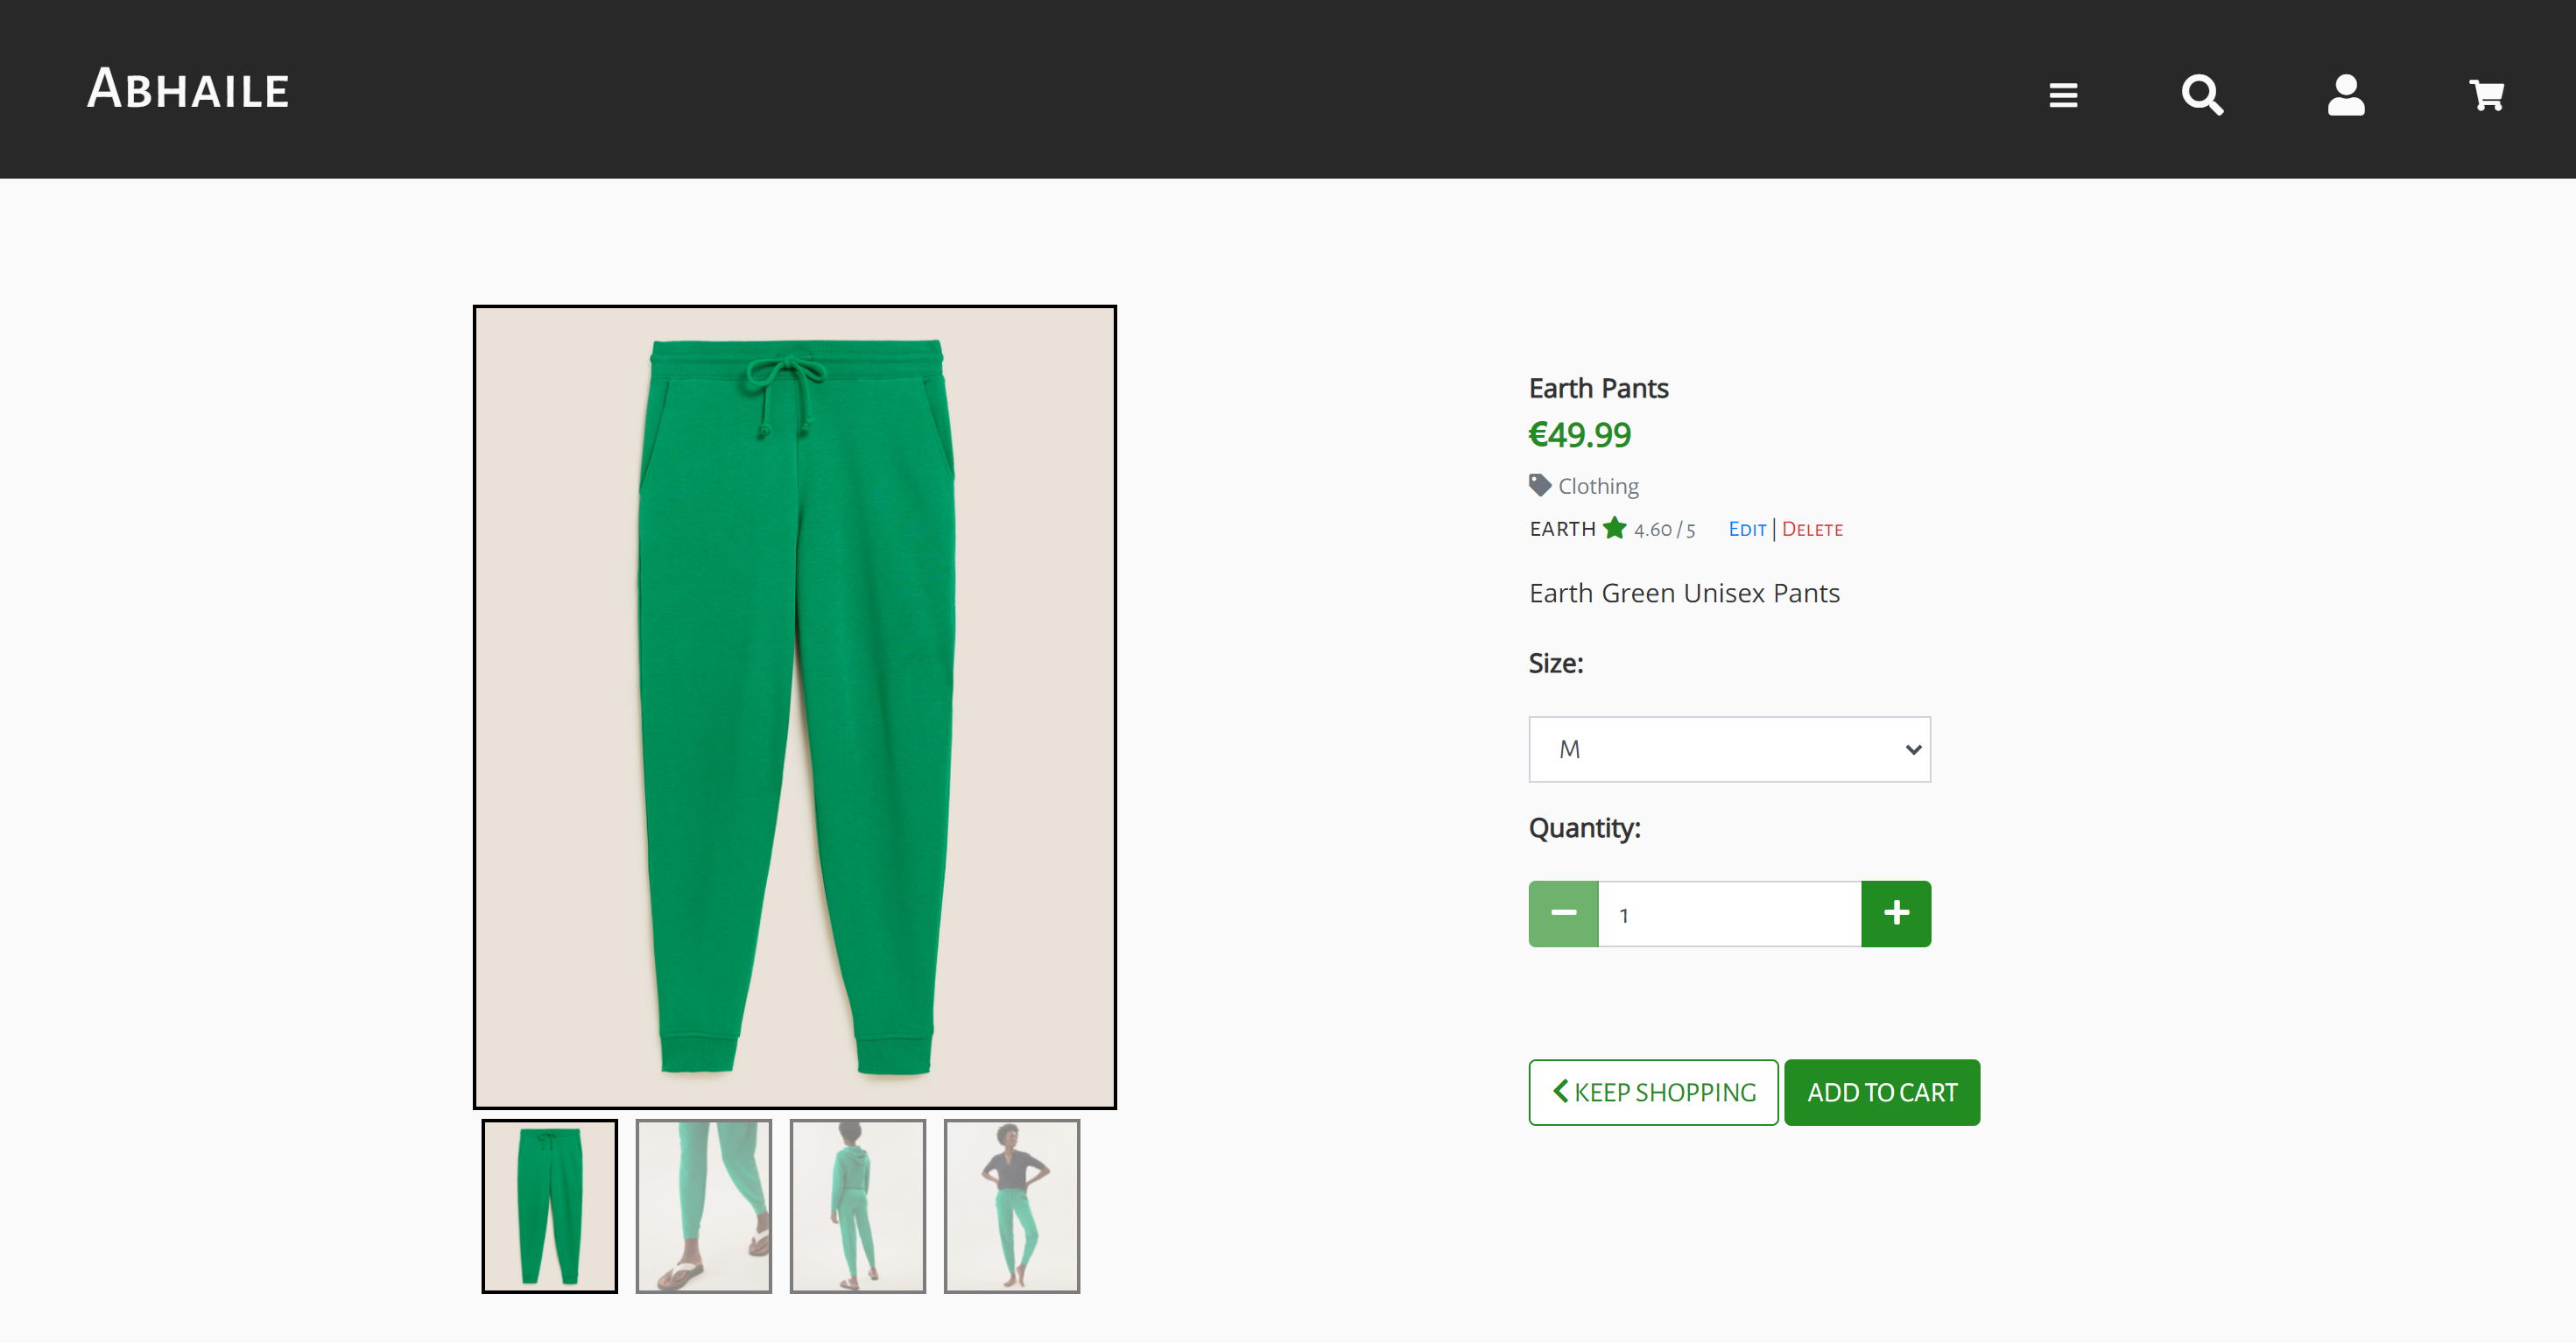 ABHAILE
Earth Pants
€49.99
Clothing
EARTH 4.60 / 5 EDIT | DELETE
Earth Green Unisex Pants
Size:
M
Quantity:
1
KEEP SHOPPING ADD TO CART